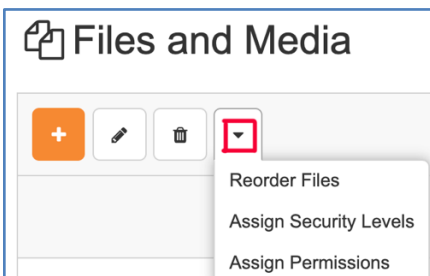 Files and Media
Reorder Files
Assign Security Levels
Assign Permissions